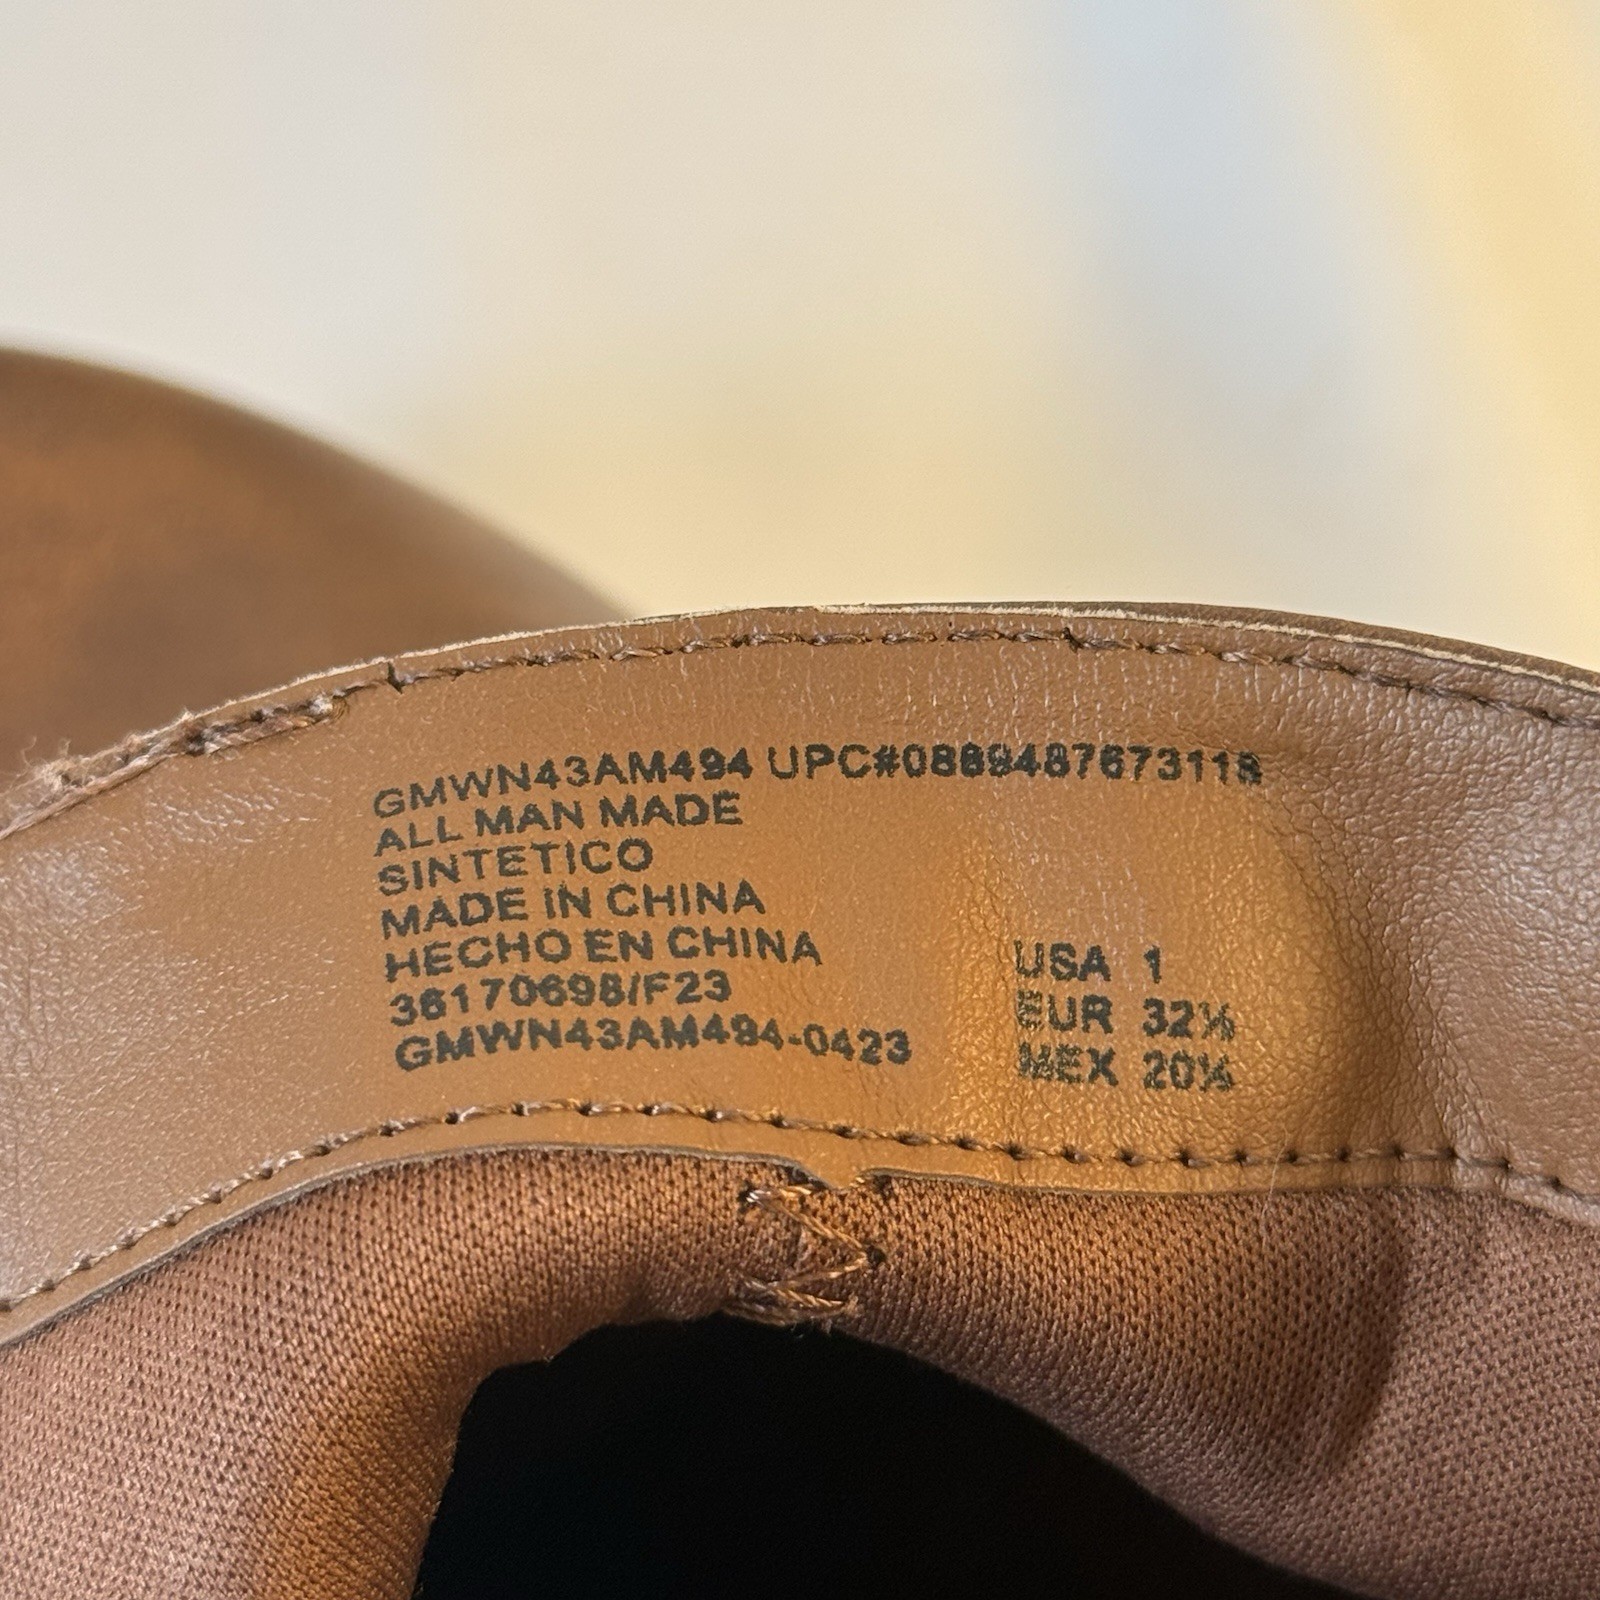 GMWN43AM494 UPC#0889487673118
ALL MAN MADE
SINTETICO
MADE IN CHINA
HECHO EN CHINA
36170698/F23
GMWN43AM494-0423
USA 1
EUR 32½
MEX 20¼